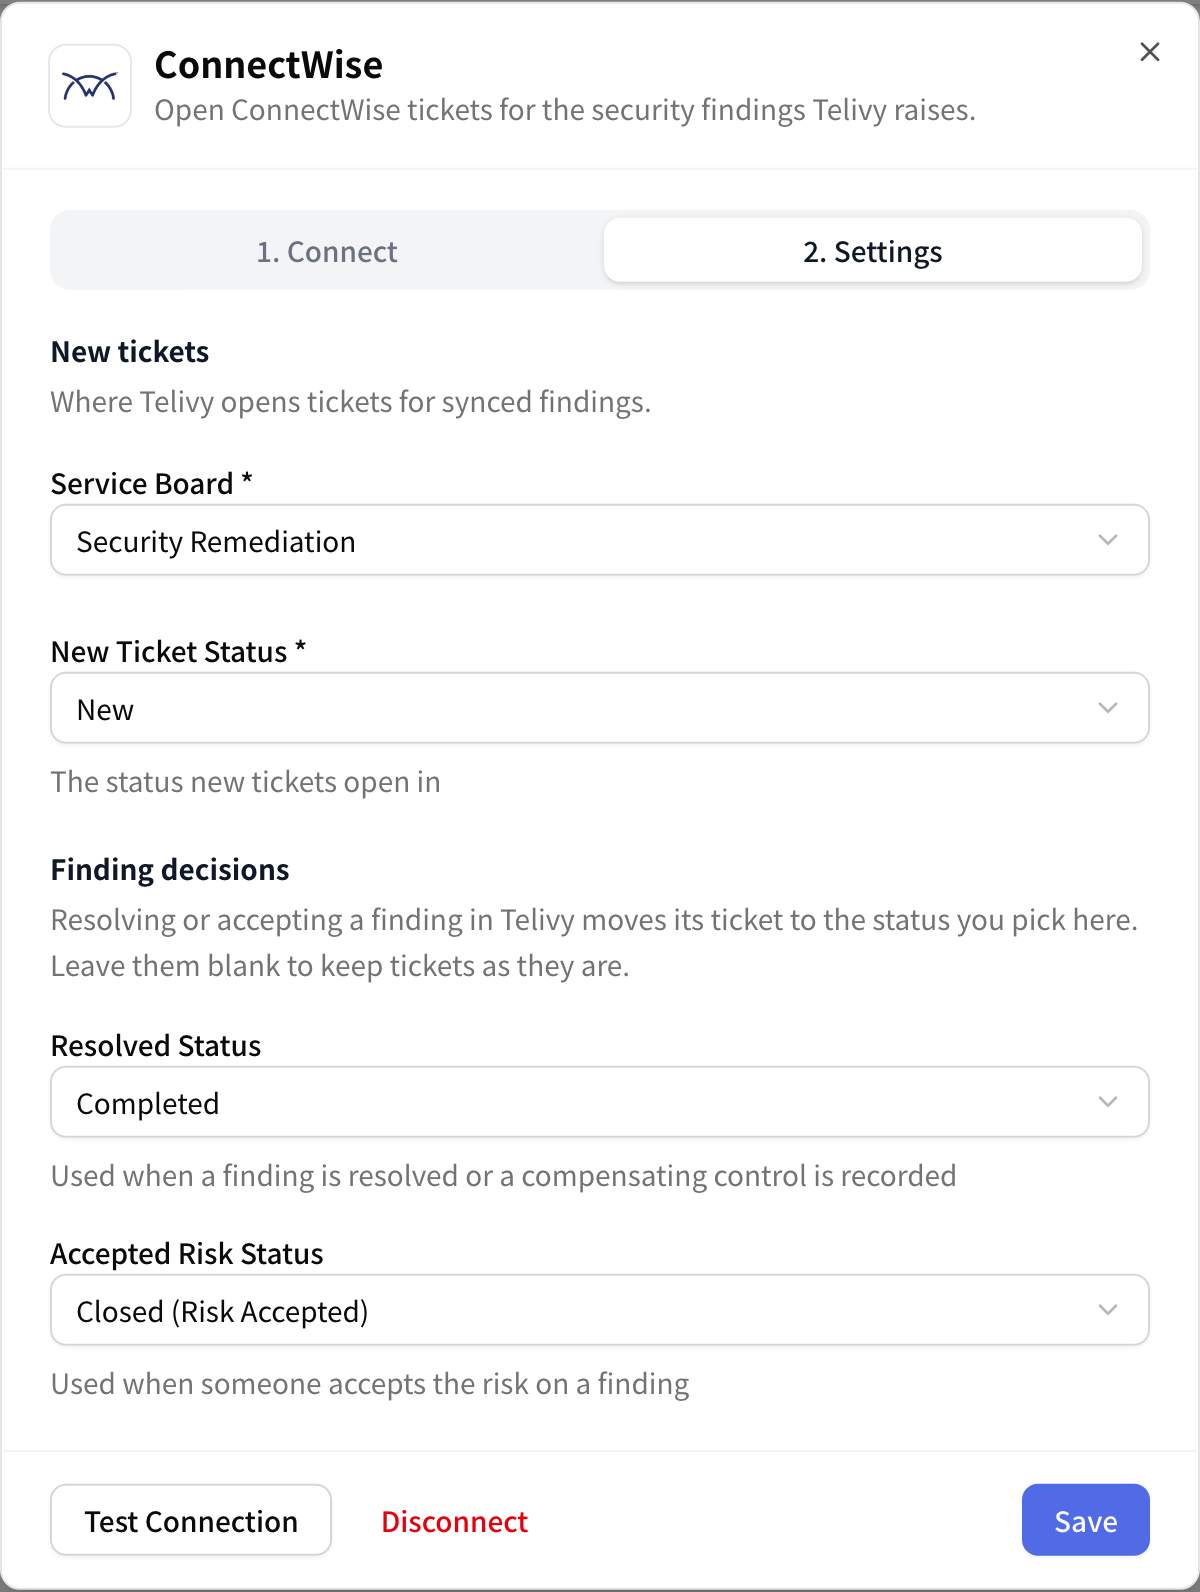 ConnectWise
Open ConnectWise tickets for the security findings Telivy raises.
1. Connect
2. Settings
New tickets
Where Telivy opens tickets for synced findings.
Service Board *
Security Remediation
New Ticket Status *
New
The status new tickets open in
Finding decisions
Resolving or accepting a finding in Telivy moves its ticket to the status you pick here.
Leave them blank to keep tickets as they are.
Resolved Status
Completed
Used when a finding is resolved or a compensating control is recorded
Accepted Risk Status
Closed (Risk Accepted)
Used when someone accepts the risk on a finding
Test Connection
Disconnect
Save